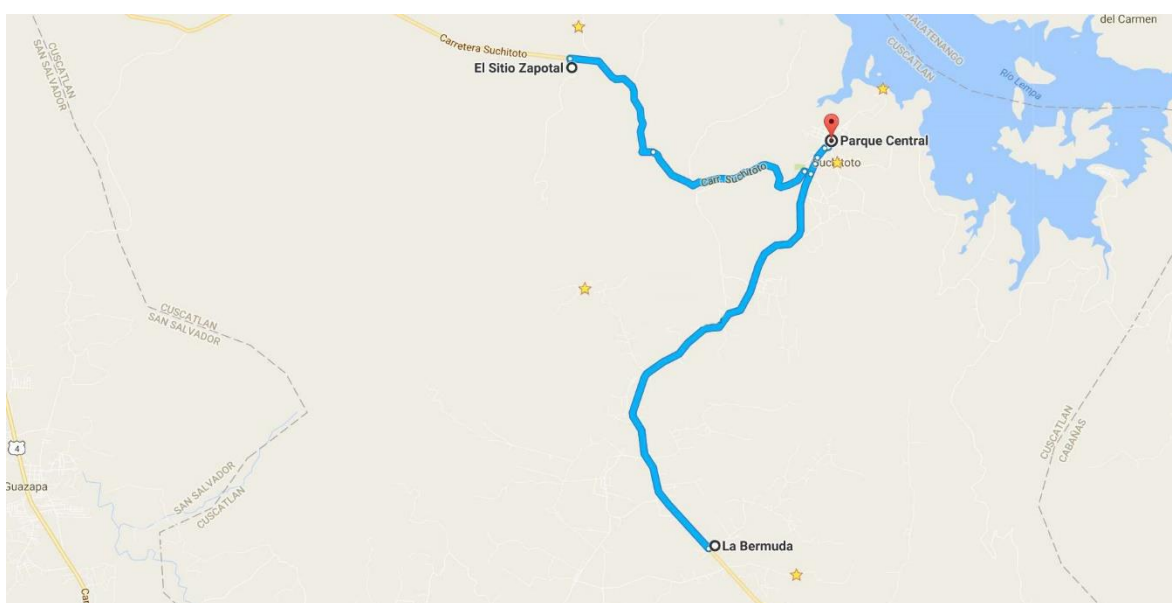 del Carmen
CHALATENANGO
CUSCATLAN
Carretera Suchitoto
CUSCATLAN
SAN SALVADOR
El Sitio Zapotal
Río Lempa
Parque Central
Suchitoto
Carr. Suchitoto
CUSCATLAN
SAN SALVADOR
CUSCATLAN
CABAÑAS
4
Guazapa
SAN SALVADOR
CUSCATLAN
La Bermuda